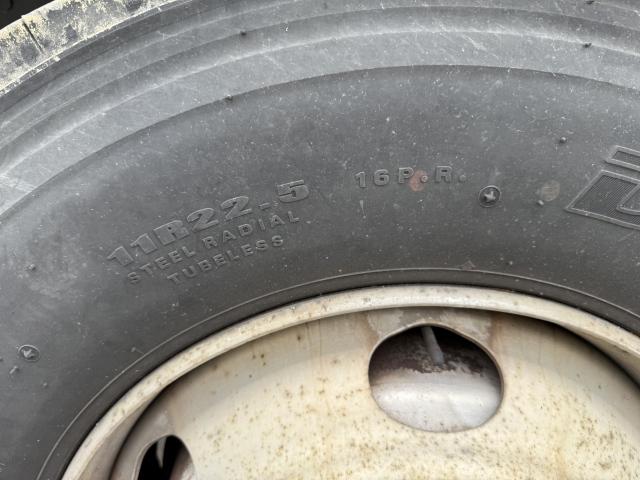 11R22.5
16P.R.
STEEL RADIAL
TUBELESS